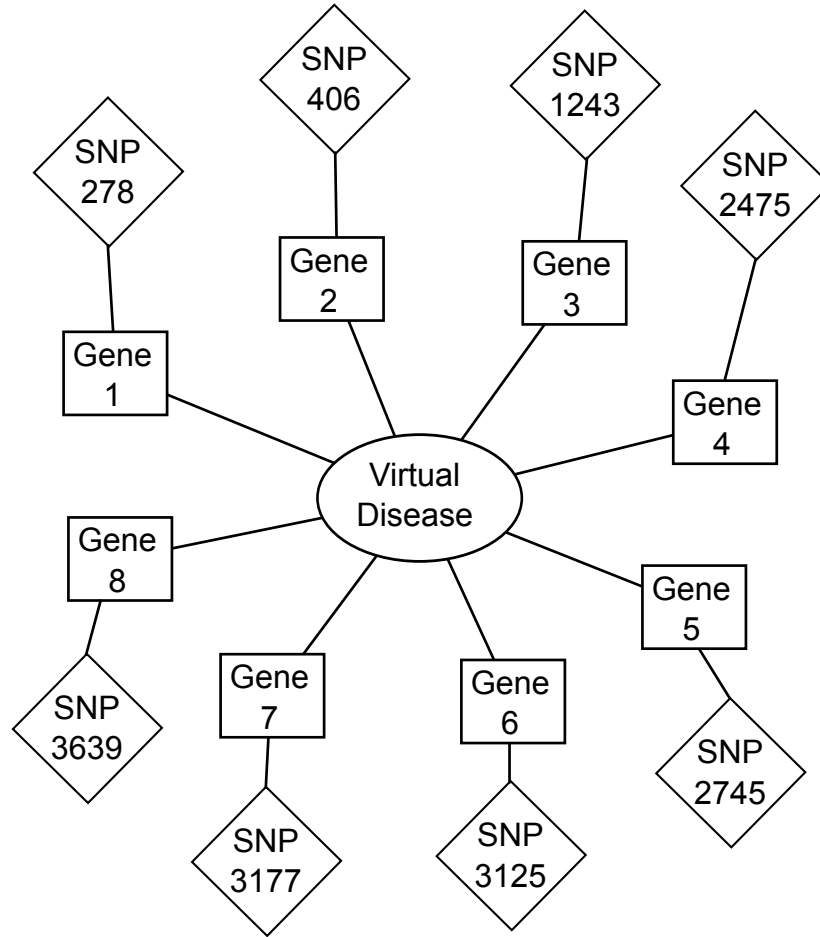 SNP
406
SNP
1243
SNP
278
SNP
2475
Gene
2
Gene
3
Gene
1
Gene
4
Virtual
Disease
Gene
8
Gene
5
Gene
7
Gene
6
SNP
3639
SNP
2745
SNP
3177
SNP
3125